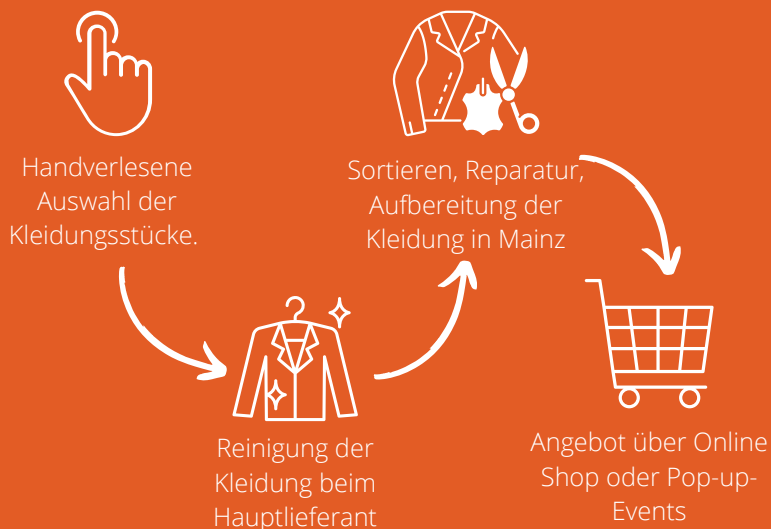 Handverlesene
Auswahl der
Kleidungsstücke.
Reinigung der
Kleidung beim
Hauptlieferant
Sortieren, Reparatur,
Aufbereitung der
Kleidung in Mainz
Angebot über Online
Shop oder Pop-up-
Events